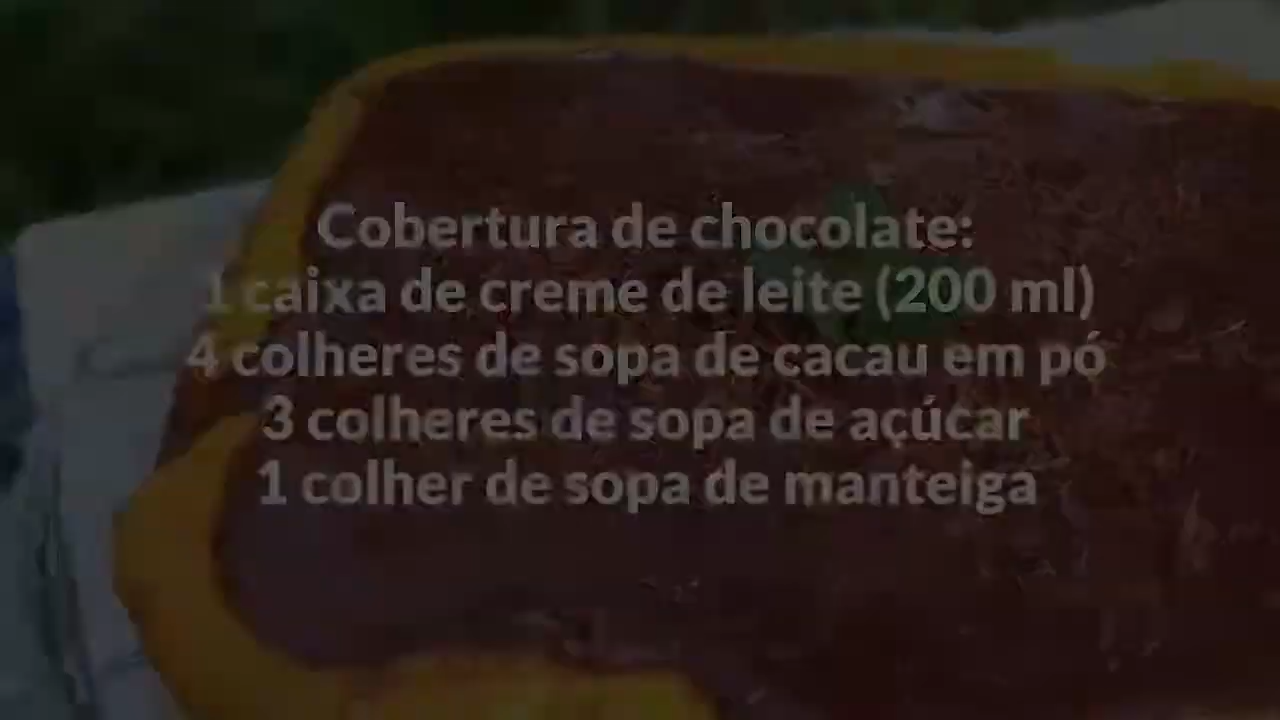 Cobertura de chocolate:
1 caixa de creme de leite (200 ml)
4 colheres de sopa de cacau em pó
3 colheres de sopa de açúcar
1 colher de sopa de manteiga